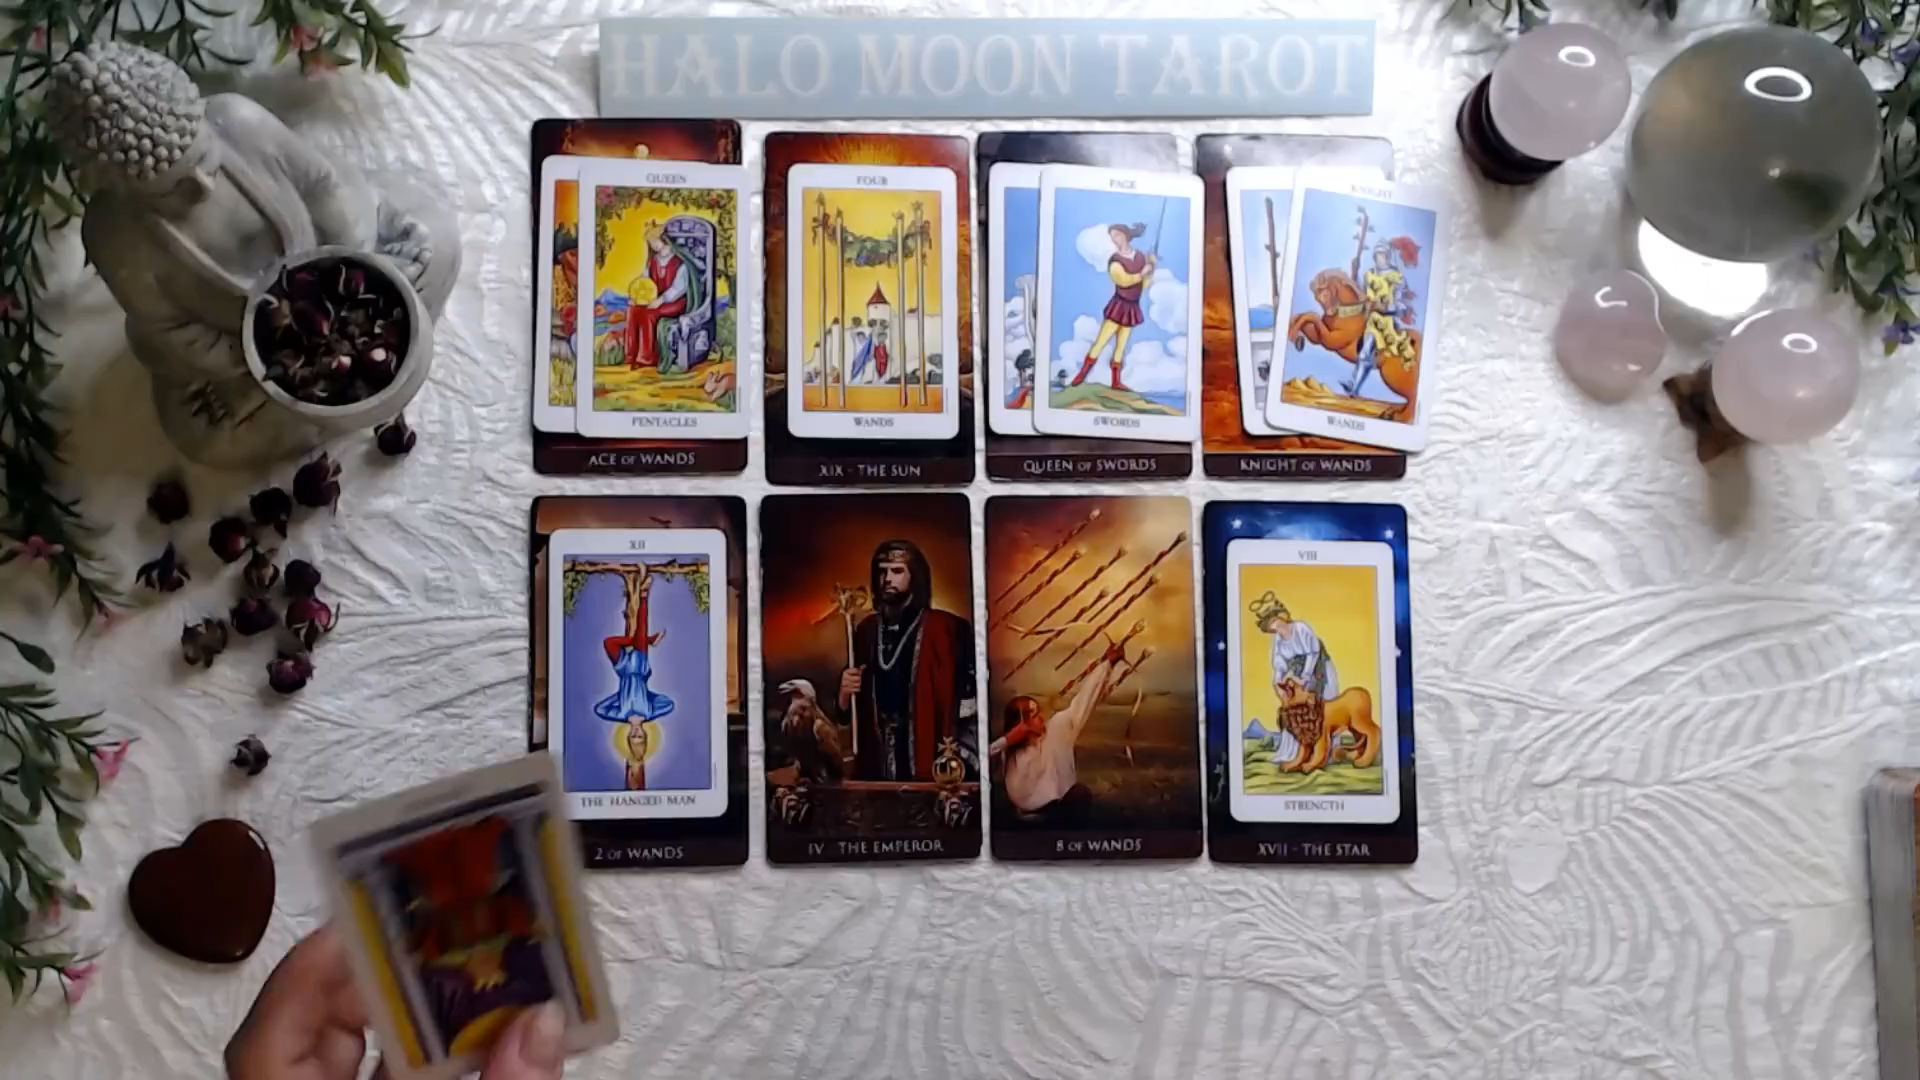 HALO MOON TAROT
QUEEN
PENTACLES
ACE OF WANDS
FOUR
WANDS
XIX - THE SUN
PAGE
SWORDS
QUEEN OF SWORDS
KNIGHT
WANDS
KNIGHT OF WANDS
XII
THE HANGED MAN
2 OF WANDS
IV THE EMPEROR
8 OF WANDS
VIII
STRENGTH
XVII - THE STAR